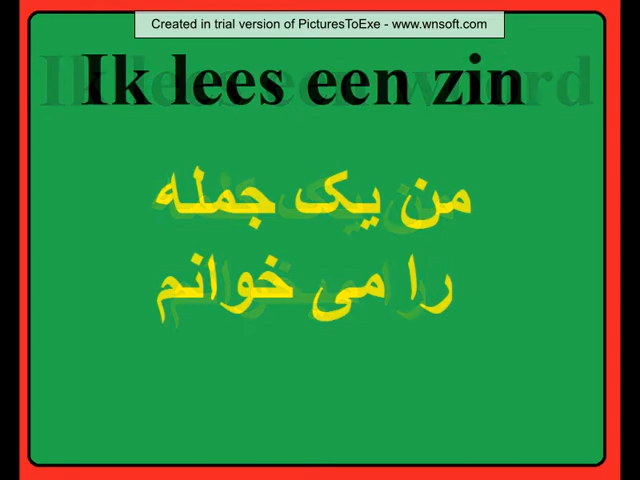 Created in trial version of PicturesToExe - www.wnsoft.com
Ik lees een zin
من یک جمله
را می خوانم